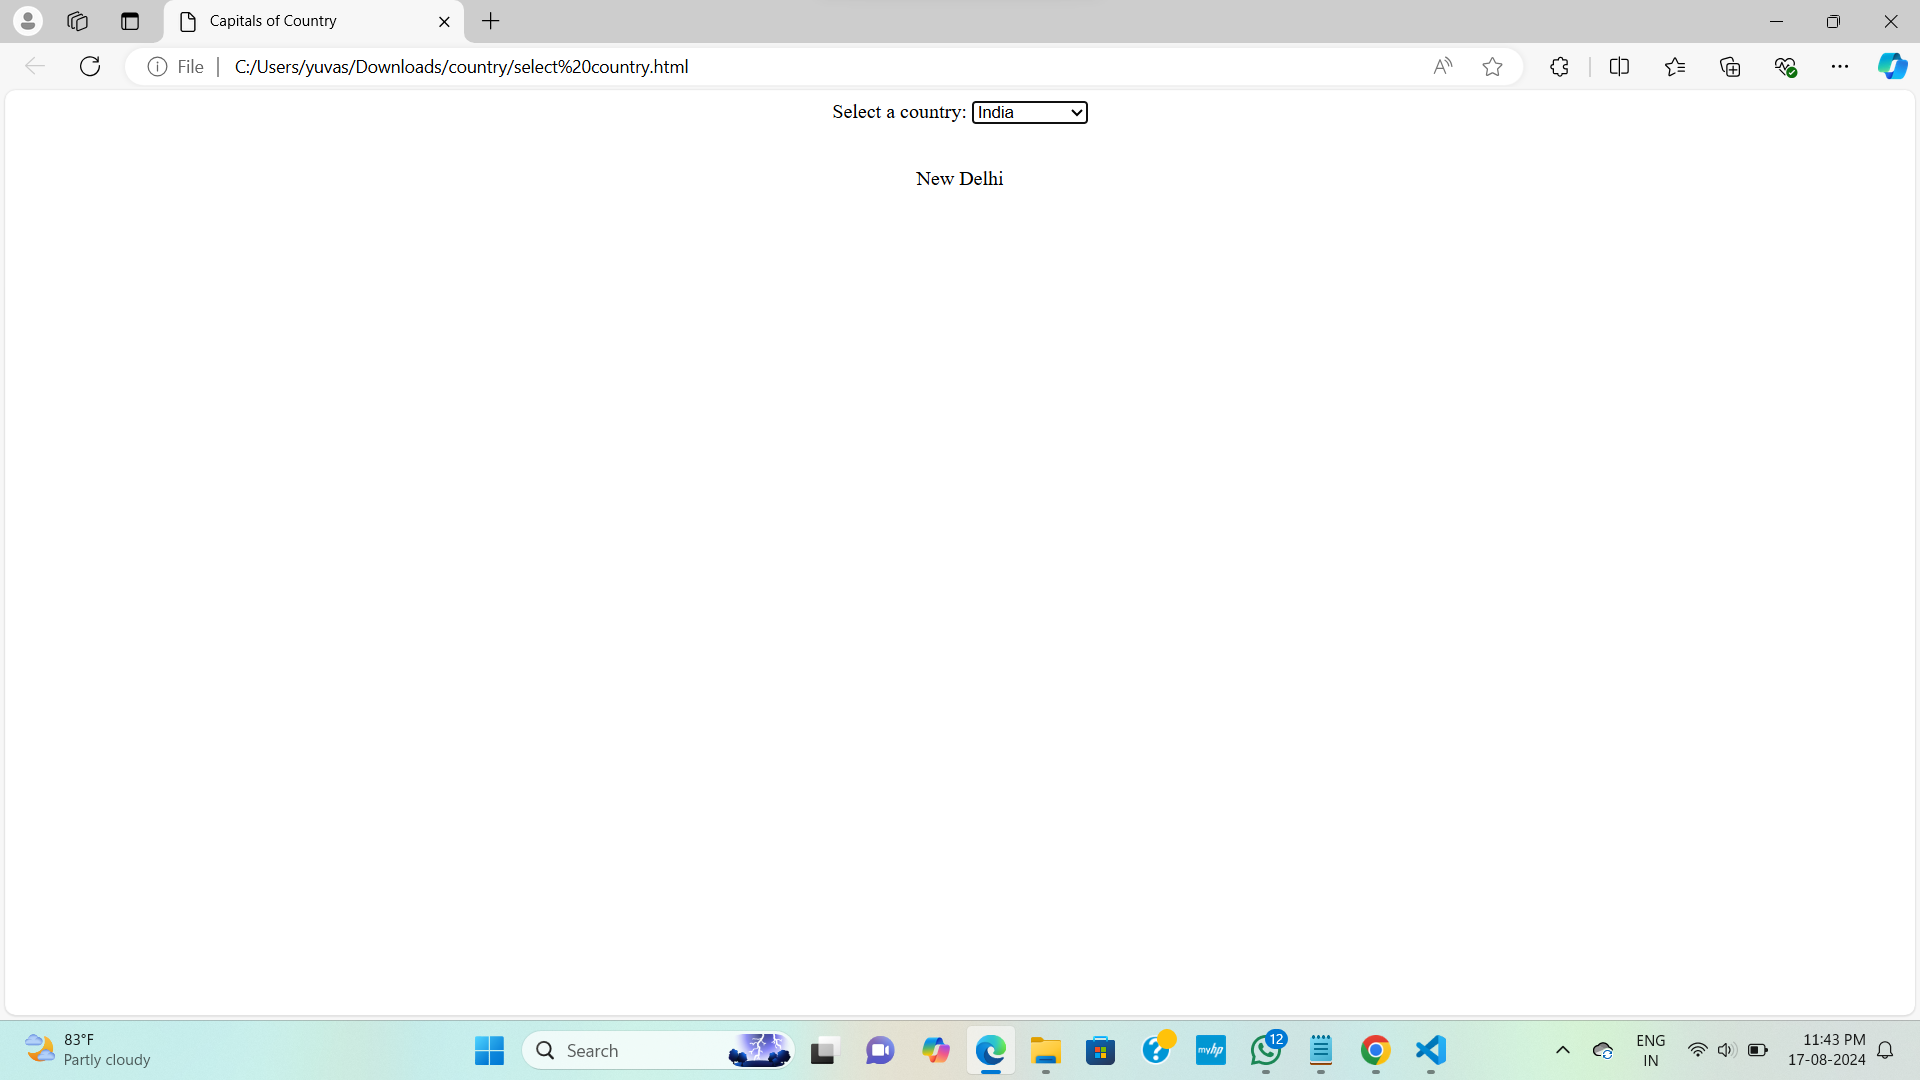 Capitals of Country
File
C:/Users/yuvas/Downloads/country/select%20country.html
Select a country: India
New Delhi
83°F
Partly cloudy
Search
myhp
12
ENG
IN
11:43 PM
17-08-2024